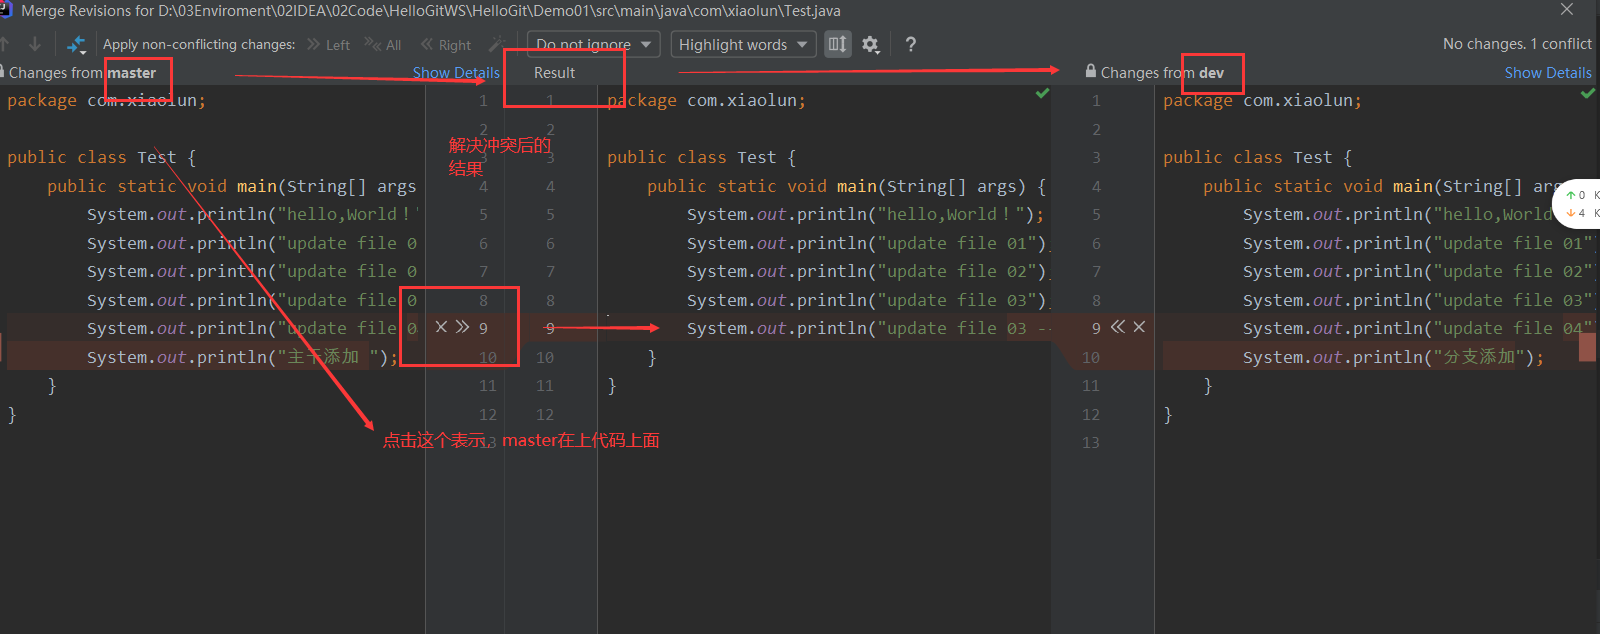 Merge Revisions for D:\03Enviroment\02IDEA\02Code\HelloGitWS\HelloGit\Demo01\src\main\java\com\xiaolun\Test.java
Apply non-conflicting changes: Left All Right Do not ignore Highlight words ? No changes. 1 conflict
Changes from master Show Details Result Changes from dev Show Details
package com.xiaolun; 1 1 package com.xiaolun; 1 package com.xiaolun;
2 2 2
解决冲突后的
结果
public class Test { 3 3 public class Test { 3 public class Test {
public static void main(String[] args 4 4 public static void main(String[] args) { 4 public static void main(String[] arg
System.out.println("hello,World！" 5 5 System.out.println("hello,World！"); 5 System.out.println("hello,World
System.out.println("update file 0 6 6 System.out.println("update file 01") 6 System.out.println("update file 01"
System.out.println("update file 0 7 7 System.out.println("update file 02") 7 System.out.println("update file 02"
System.out.println("update file 0 8 8 System.out.println("update file 03") 8 System.out.println("update file 03"
System.out.println("update file 0 9 9 System.out.println("update file 03 -- 9 System.out.println("update file 04"
System.out.println("主干添加 "); 10 10 } 10 System.out.println("分支添加");
} 11 11 } 11 }
} 12 12 12 }
点击这个表示，master在上代码上面
13 13
↑ 0 K
↓ 4 K